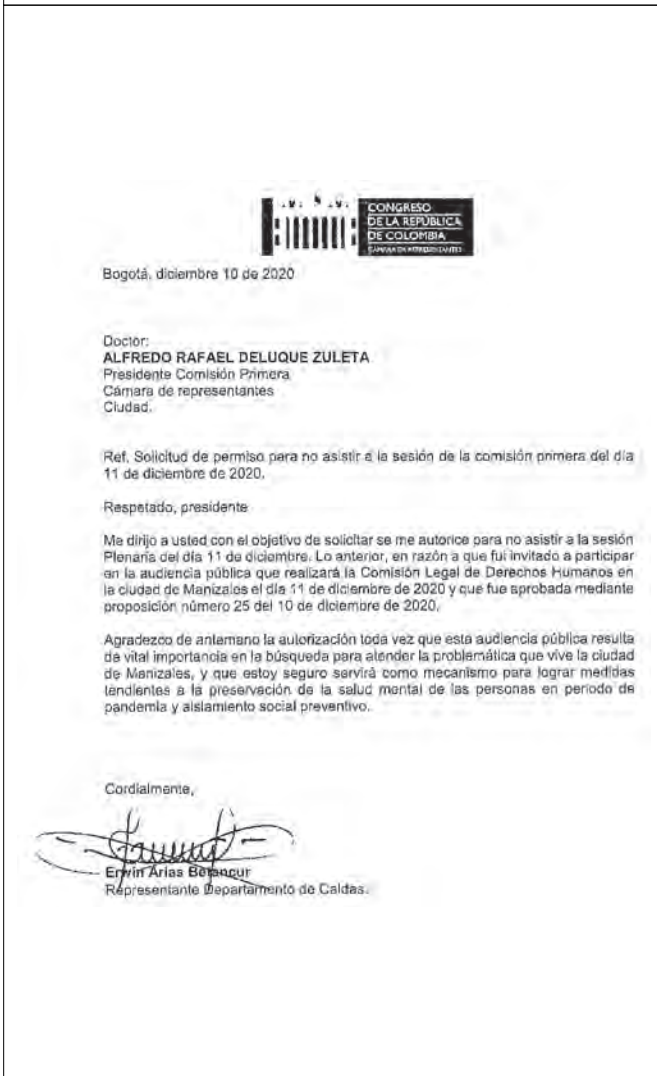 CONGRESO
DE LA REPÚBLICA
DE COLOMBIA
CÁMARA DE REPRESENTANTES
Bogotá, diciembre 10 de 2020
Doctor:
ALFREDO RAFAEL DELUQUE ZULETA
Presidente Comisión Primera
Cámara de representantes
Ciudad.
Ref. Solicitud de permiso para no asistir a la sesión de la comisión primera del día
11 de diciembre de 2020.
Respetado, presidente
Me dirijo a usted con el objetivo de solicitar se me autorice para no asistir a la sesión
Plenaria del día 11 de diciembre. Lo anterior, en razón a que fui invitado a participar
en la audiencia pública que realizará la Comisión Legal de Derechos Humanos en
la ciudad de Manizales el día 11 de diciembre de 2020 y que fue aprobada mediante
proposición número 25 del 10 de diciembre de 2020.
Agradezco de antemano la autorización toda vez que esta audiencia pública resulta
de vital importancia en la búsqueda para atender la problemática que vive la ciudad
de Manizales, y que estoy seguro servirá como mecanismo para lograr medidas
tendientes a la preservación de la salud mental de las personas en periodo de
pandemia y aislamiento social preventivo.
Cordialmente,
Erwin Arias Betancur
Representante Departamento de Caldas.